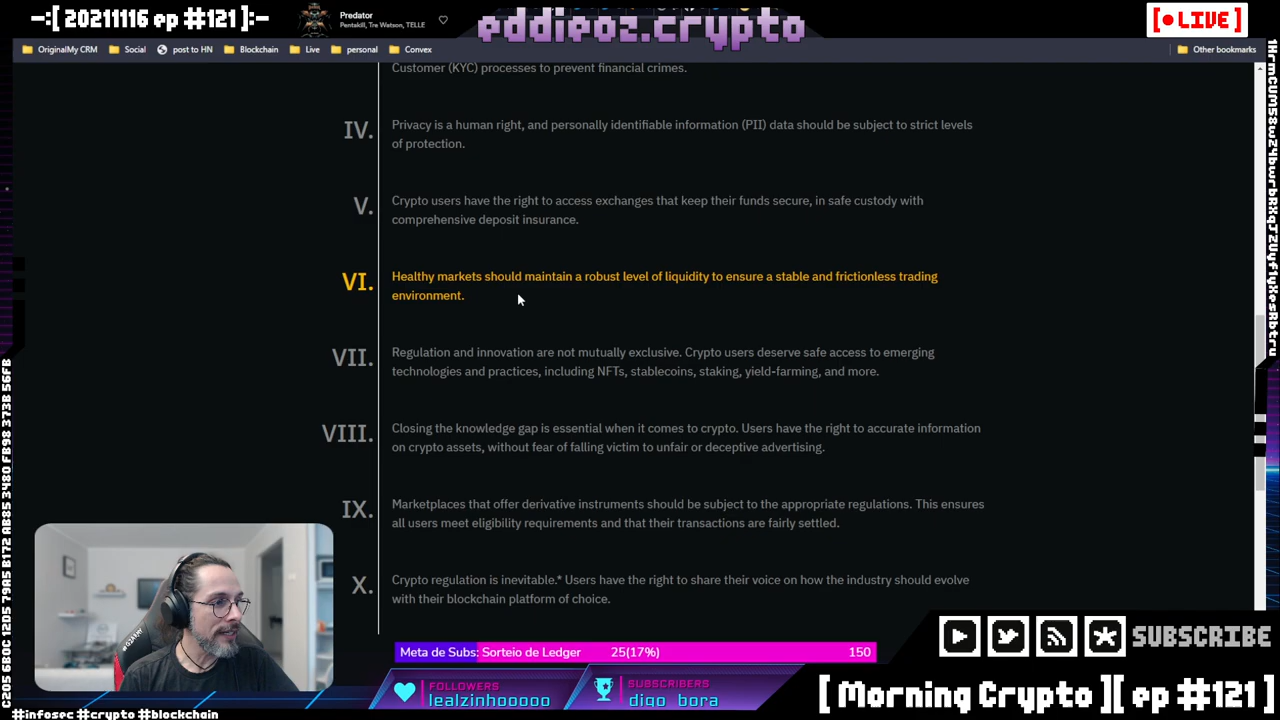 -:[ 20211116 ep #121]:-
Predator
Pentakill, Tre Watson, TELLE
eddieoz.crypto
[●LIVE]
OriginalMy CRM
Social
post to HN
Blockchain
Live
personal
Convex
Other bookmarks
Customer (KYC) processes to prevent financial crimes.
IV.
Privacy is a human right, and personally identifiable information (PII) data should be subject to strict levels
of protection.
V.
Crypto users have the right to access exchanges that keep their funds secure, in safe custody with
comprehensive deposit insurance.
VI.
Healthy markets should maintain a robust level of liquidity to ensure a stable and frictionless trading
environment.
VII.
Regulation and innovation are not mutually exclusive. Crypto users deserve safe access to emerging
technologies and practices, including NFTs, stablecoins, staking, yield-farming, and more.
VIII.
Closing the knowledge gap is essential when it comes to crypto. Users have the right to accurate information
on crypto assets, without fear of falling victim to unfair or deceptive advertising.
IX.
Marketplaces that offer derivative instruments should be subject to the appropriate regulations. This ensures
all users meet eligibility requirements and that their transactions are fairly settled.
X.
Crypto regulation is inevitable.* Users have the right to share their voice on how the industry should evolve
with their blockchain platform of choice.
Meta de Subs: Sorteio de Ledger
25(17%)
150
FOLLOWERS
lealzinhooooo
SUBSCRIBERS
digo_bora
SUBSCRIBE
[ Morning Crypto ][ ep #121 ]
#infosec #crypto #blockchain